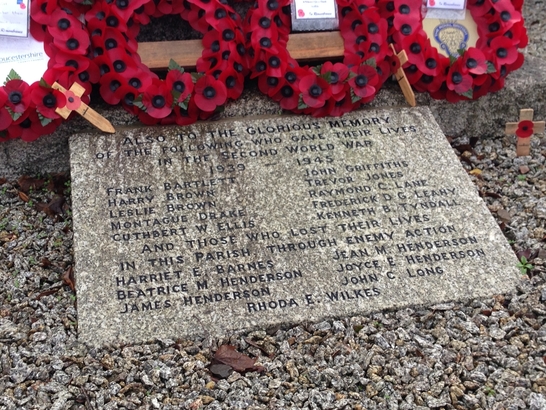 ALSO TO THE GLORIOUS MEMORY
OF THE FOLLOWING WHO GAVE THEIR LIVES
IN THE SECOND WORLD WAR
1939 - 1945
FRANK BARTLETT
HARRY BROWN
LESLIE BROWN
MONTAGUE DRAKE
CUTHBERT W. ELLIS
JOHN GRIFFITHS
TREVOR JONES
RAYMOND C. LANE
FREDERICK D. G. LEAHY
KENNETH B. TYNDALL
AND THOSE WHO LOST THEIR LIVES
IN THIS PARISH THROUGH ENEMY ACTION
HARRIET E. BARNES
BEATRICE M. HENDERSON
JAMES HENDERSON
JEAN M. HENDERSON
JOYCE E. HENDERSON
JOHN C. LONG
RHODA E. WILKES